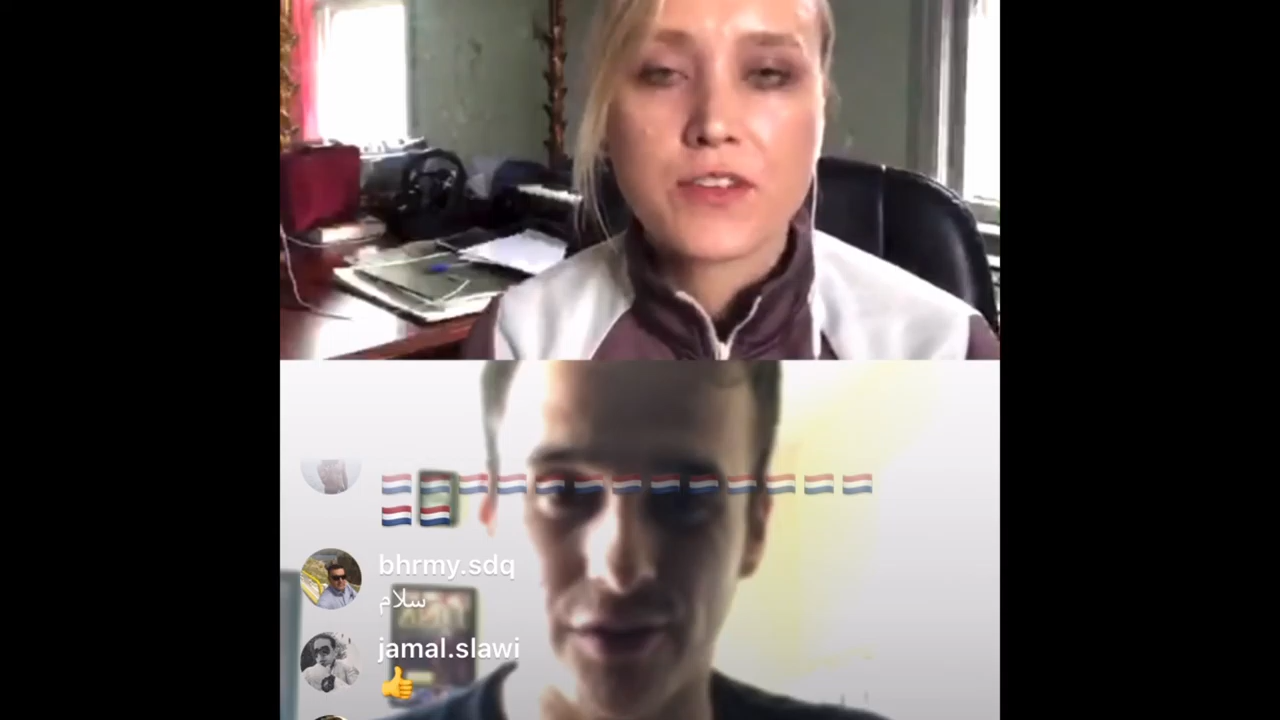 bhrmy.sdq
سلام
jamal.slawi